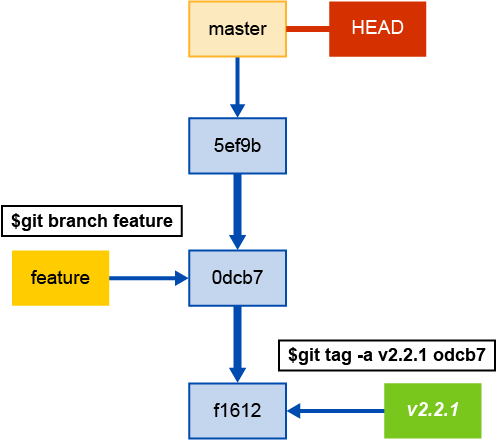 master
HEAD
5ef9b
$git branch feature
feature
0dcb7
$git tag -a v2.2.1 odcb7
f1612
v2.2.1